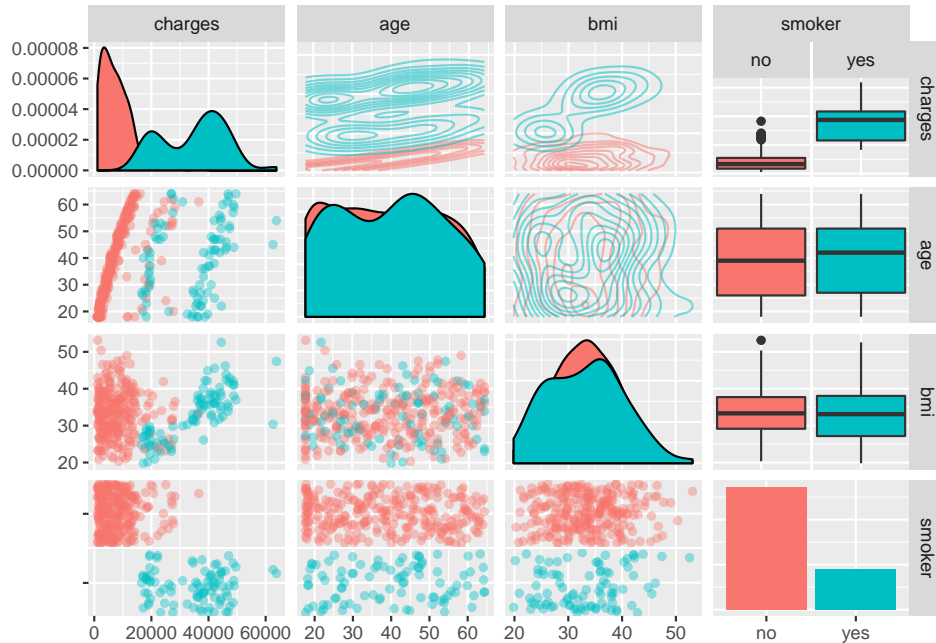 charges age bmi smoker
no yes
0.00008
0.00006
0.00004
0.00002
0.00000
charges
60
50
40
30
20
age
50
40
30
20
bmi
smoker
0 20000 40000 60000 20 30 40 50 60 20 30 40 50 no yes